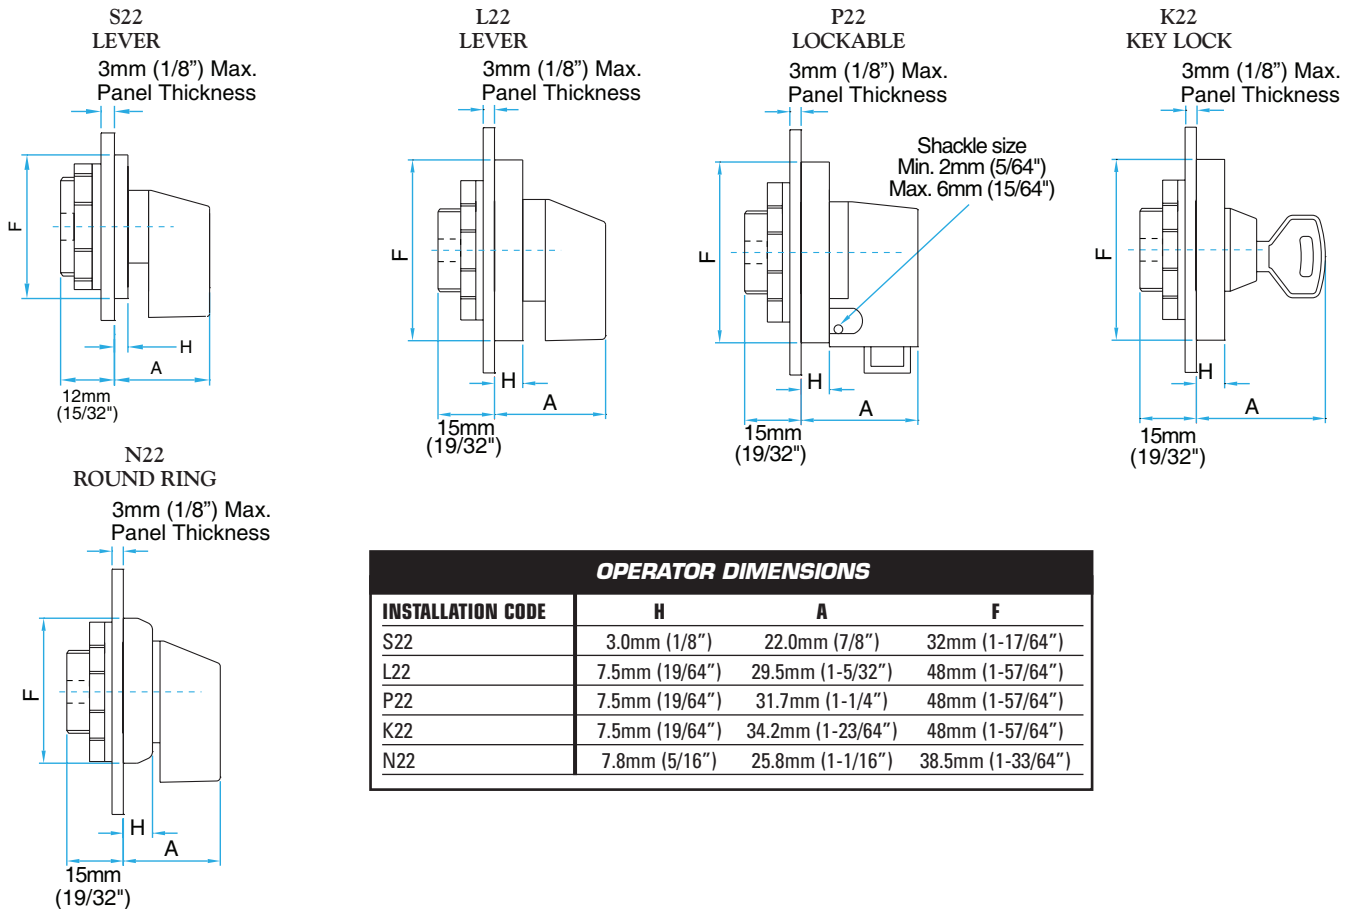 S22
LEVER
3mm (1/8”) Max.
Panel Thickness
F
H
A
12mm
(15/32")
L22
LEVER
3mm (1/8”) Max.
Panel Thickness
F
H
A
15mm
(19/32")
P22
LOCKABLE
3mm (1/8”) Max.
Panel Thickness
Shackle size
Min. 2mm (5/64")
Max. 6mm (15/64")
F
H
A
15mm
(19/32")
K22
KEY LOCK
3mm (1/8”) Max.
Panel Thickness
F
H
A
15mm
(19/32")
N22
ROUND RING
3mm (1/8”) Max.
Panel Thickness
F
H
A
15mm
(19/32")
OPERATOR DIMENSIONS
INSTALLATION CODE H A F
S22 3.0mm (1/8”) 22.0mm (7/8”) 32mm (1-17/64”)
L22 7.5mm (19/64”) 29.5mm (1-5/32”) 48mm (1-57/64”)
P22 7.5mm (19/64”) 31.7mm (1-1/4”) 48mm (1-57/64”)
K22 7.5mm (19/64”) 34.2mm (1-23/64”) 48mm (1-57/64”)
N22 7.8mm (5/16”) 25.8mm (1-1/16”) 38.5mm (1-33/64”)